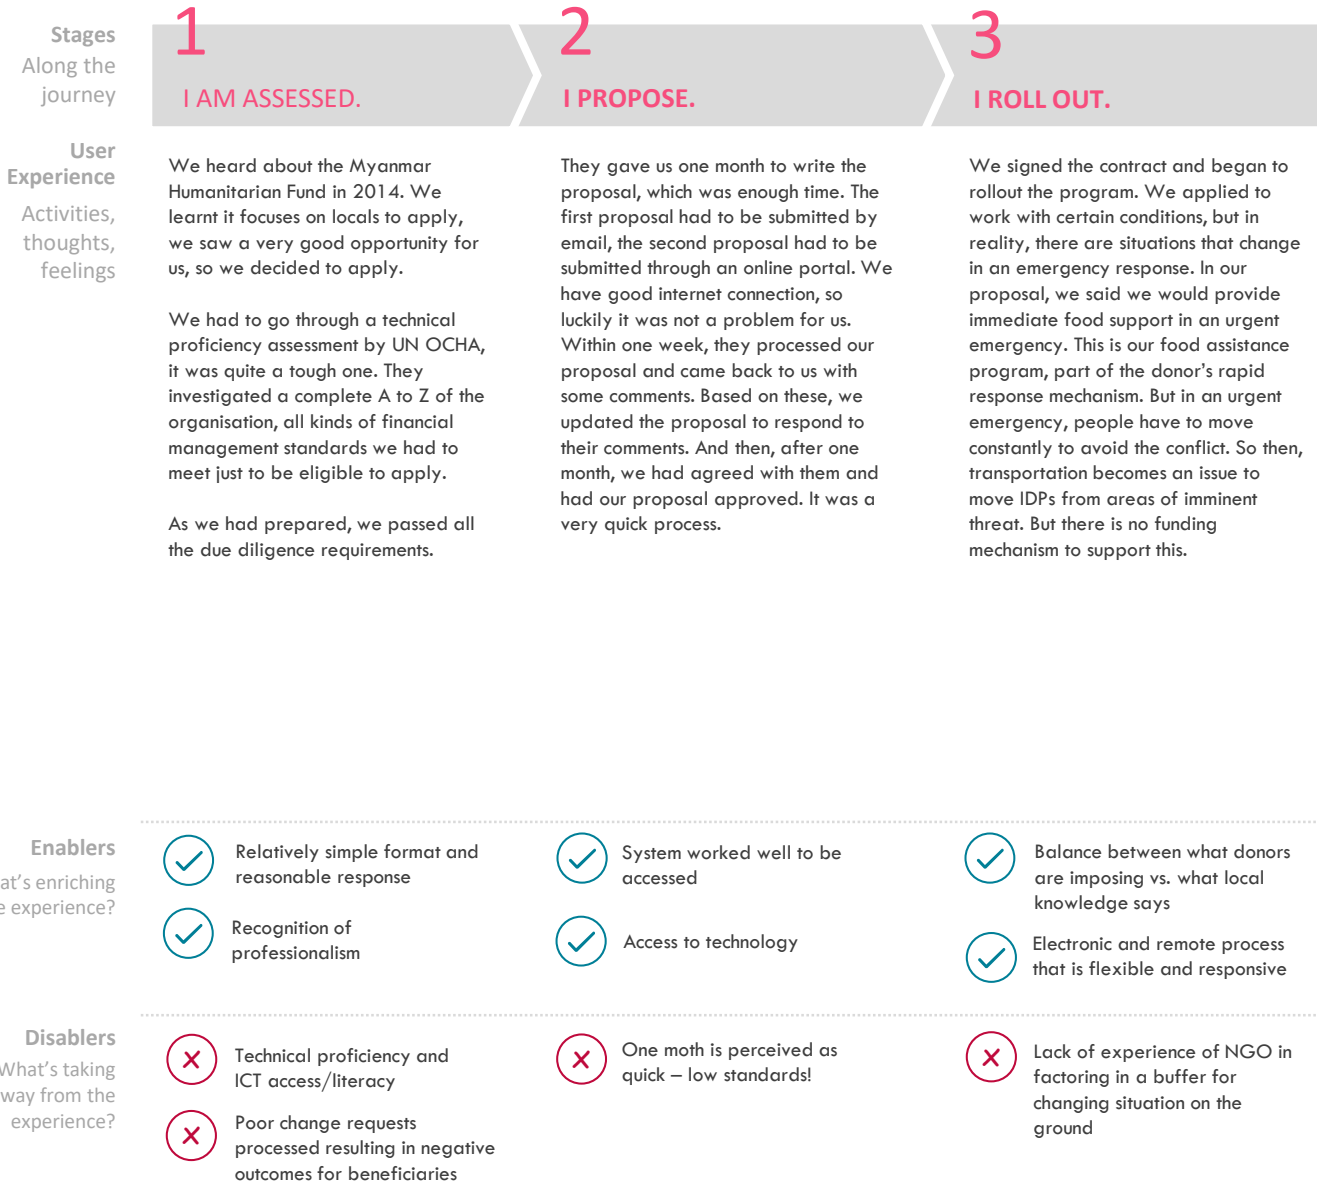 Stages
Along the
journey
1
I AM ASSESSED.
2
I PROPOSE.
3
I ROLL OUT.
User
Experience
Activities,
thoughts,
feelings
We heard about the Myanmar
Humanitarian Fund in 2014. We
learnt it focuses on locals to apply,
we saw a very good opportunity for
us, so we decided to apply.
We had to go through a technical
proficiency assessment by UN OCHA,
it was quite a tough one. They
investigated a complete A to Z of the
organisation, all kinds of financial
management standards we had to
meet just to be eligible to apply.
As we had prepared, we passed all
the due diligence requirements.
They gave us one month to write the
proposal, which was enough time. The
first proposal had to be submitted by
email, the second proposal had to be
submitted through an online portal. We
have good internet connection, so
luckily it was not a problem for us.
Within one week, they processed our
proposal and came back to us with
some comments. Based on these, we
updated the proposal to respond to
their comments. And then, after one
month, we had agreed with them and
had our proposal approved. It was a
very quick process.
We signed the contract and began to
rollout the program. We applied to
work with certain conditions, but in
reality, there are situations that change
in an emergency response. In our
proposal, we said we would provide
immediate food support in an urgent
emergency. This is our food assistance
program, part of the donor's rapid
response mechanism. But in an urgent
emergency, people have to move
constantly to avoid the conflict. So then,
transportation becomes an issue to
move IDPs from areas of imminent
threat. But there is no funding
mechanism to support this.
Enablers
at's enriching
e experience?
Relatively simple format and
reasonable response
Recognition of
professionalism
System worked well to be
accessed
Access to technology
Balance between what donors
are imposing vs. what local
knowledge says
Electronic and remote process
that is flexible and responsive
Disablers
What's taking
way from the
experience?
Technical proficiency and
ICT access/literacy
Poor change requests
processed resulting in negative
outcomes for beneficiaries
One moth is perceived as
quick – low standards!
Lack of experience of NGO in
factoring in a buffer for
changing situation on the
ground